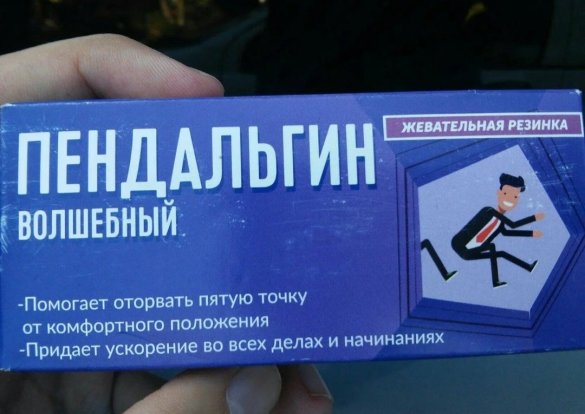 ЖЕВАТЕЛЬНАЯ РЕЗИНКА
ПЕНДАЛЬГИН
ВОЛШЕБНЫЙ
-Помогает оторвать пятую точку
от комфортного положения
-Придает ускорение во всех делах и начинаниях